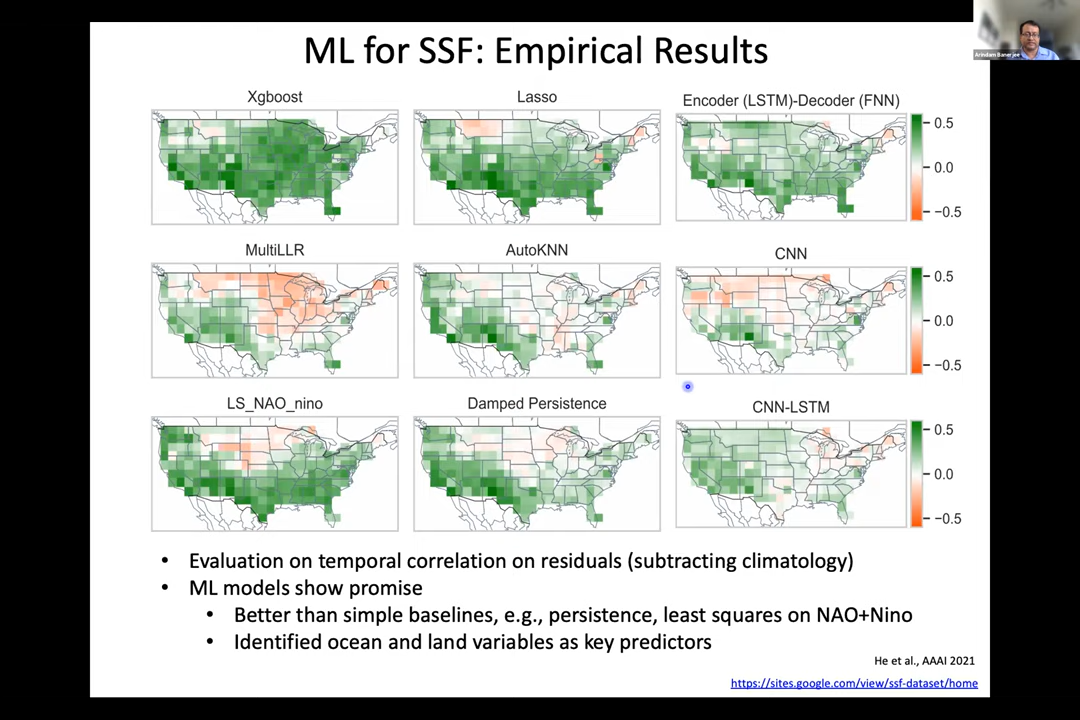 Arindam Banerjee
ML for SSF: Empirical Results
Xgboost
Lasso
Encoder (LSTM)-Decoder (FNN)
0.5
0.0
−0.5
MultiLLR
AutoKNN
CNN
0.5
0.0
−0.5
LS_NAO_nino
Damped Persistence
CNN-LSTM
0.5
0.0
−0.5
• Evaluation on temporal correlation on residuals (subtracting climatology)
• ML models show promise
• Better than simple baselines, e.g., persistence, least squares on NAO+Nino
• Identified ocean and land variables as key predictors
He et al., AAAI 2021
https://sites.google.com/view/ssf-dataset/home